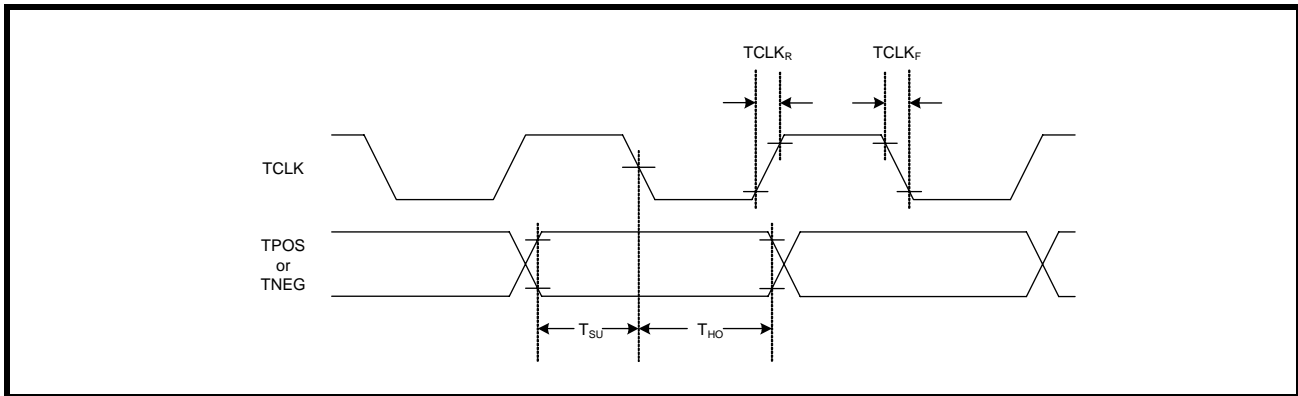 TCLKR TCLKF
TCLK
TPOS
or
TNEG
TSU THO